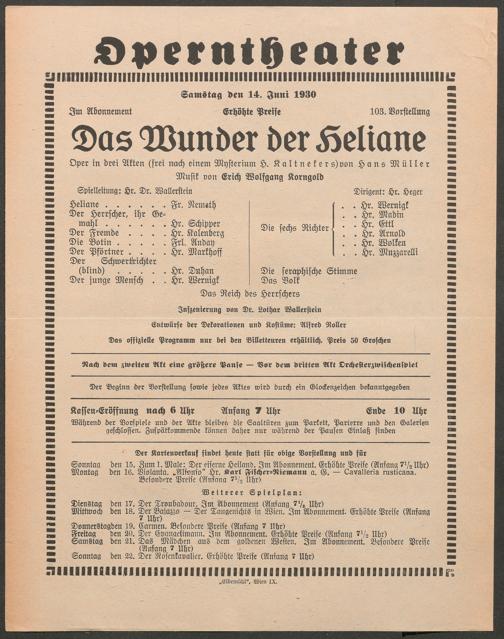 Operntheater
Samstag den 14. Juni 1930
Im Abonnement Erhöhte Preise 103. Vorstellung
Das Wunder der Heliane
Oper in drei Akten (frei nach einem Mysterium H. Kaltnekers) von Hans Müller
Musik von Erich Wolfgang Korngold
Spielleitung: Hr. Dr. Wallerstein Dirigent: Hr. Heger
Heliane . . . . . . Fr. Nemeth
Der Herrscher, ihr Ge-
mahl . . . . . . Hr. Schipper
Der Fremde . . . . Hr. Kalenberg
Die Botin . . . . . Frl. Anday
Der Pförtner . . . . Hr. Markhoff
Der Schwertrichter
(blind) . . . . . Hr. Duhan
Der junge Mensch . . Hr. Wernigk
Die sechs Richter
. . Hr. Wernigk
. . Hr. Madin
. . Hr. Ettl
. . Hr. Arnold
. . Hr. Wolken
. . Hr. Muzzarelli
Die seraphische Stimme
Das Volk
Das Reich des Herrschers
Inszenierung von Dr. Lothar Wallerstein
Entwürfe der Dekorationen und Kostüme: Alfred Roller
Das offizielle Programm nur bei den Billetteuren erhältlich. Preis 50 Groschen
Nach dem zweiten Akt eine größere Pause — Vor dem dritten Akt Orchesterzwischenspiel
Der Beginn der Vorstellung sowie jedes Aktes wird durch ein Glockenzeichen bekanntgegeben
Kassen-Eröffnung nach 6 Uhr Anfang 7 Uhr Ende 10 Uhr
Während der Vorspiele und der Akte bleiben die Saaltüren zum Parkett, Parterre und den Galerien
geschlossen. Zuspätkommende können daher nur während der Pausen Einlaß finden
Der Kartenverkauf findet heute statt für obige Vorstellung und für
Sonntag den 15. Zum 1. Male: Der eiserne Heiland. Im Abonnement. Erhöhte Preise (Anfang 7½ Uhr)
Montag den 16. Violanta. „Alfonso" Hr. Karl Fischer-Niemann a. G. — Cavalleria rusticana.
Besondere Preise (Anfang 7½ Uhr)
Weiterer Spielplan:
Dienstag den 17. Der Troubadour. Im Abonnement (Anfang 7 Uhr)
Mittwoch den 18. Der Bajazzo — Der Taugenichts in Wien. Im Abonnement. Erhöhte Preise (Anfang
7 Uhr)
Donnerstag den 19. Carmen. Besondere Preise (Anfang 7 Uhr)
Freitag den 20. Der Evangelimann. Im Abonnement. Erhöhte Preise (Anfang 7½ Uhr)
Samstag den 21. Das Mädchen aus dem goldenen Westen. Im Abonnement. Besondere Preise
(Anfang 7 Uhr)
Sonntag den 22. Der Rosenkavalier. Erhöhte Preise (Anfang 7 Uhr)
„Elbemühl", Wien IX.